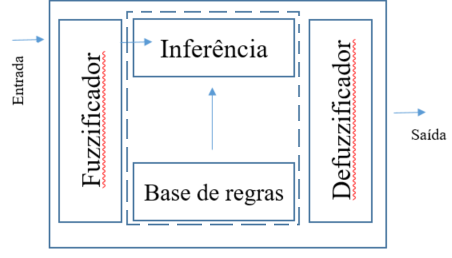 Entrada
Fuzzificador
Inferência
Base de regras
Defuzzificador
Saída